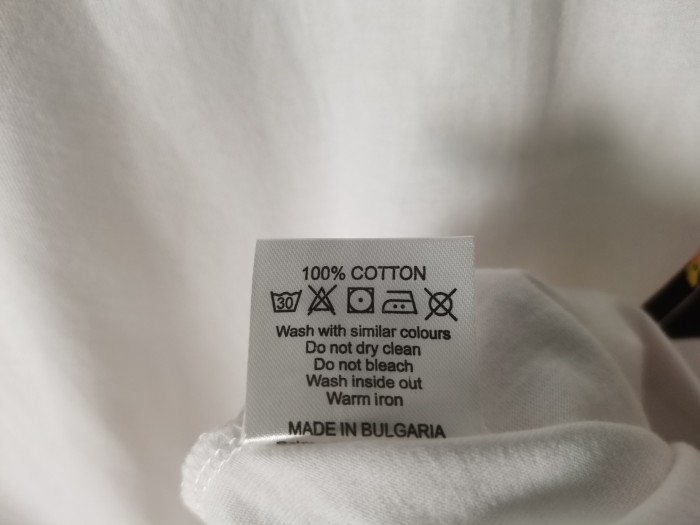 100% COTTON
30
Wash with similar colours
Do not dry clean
Do not bleach
Wash inside out
Warm iron
MADE IN BULGARIA